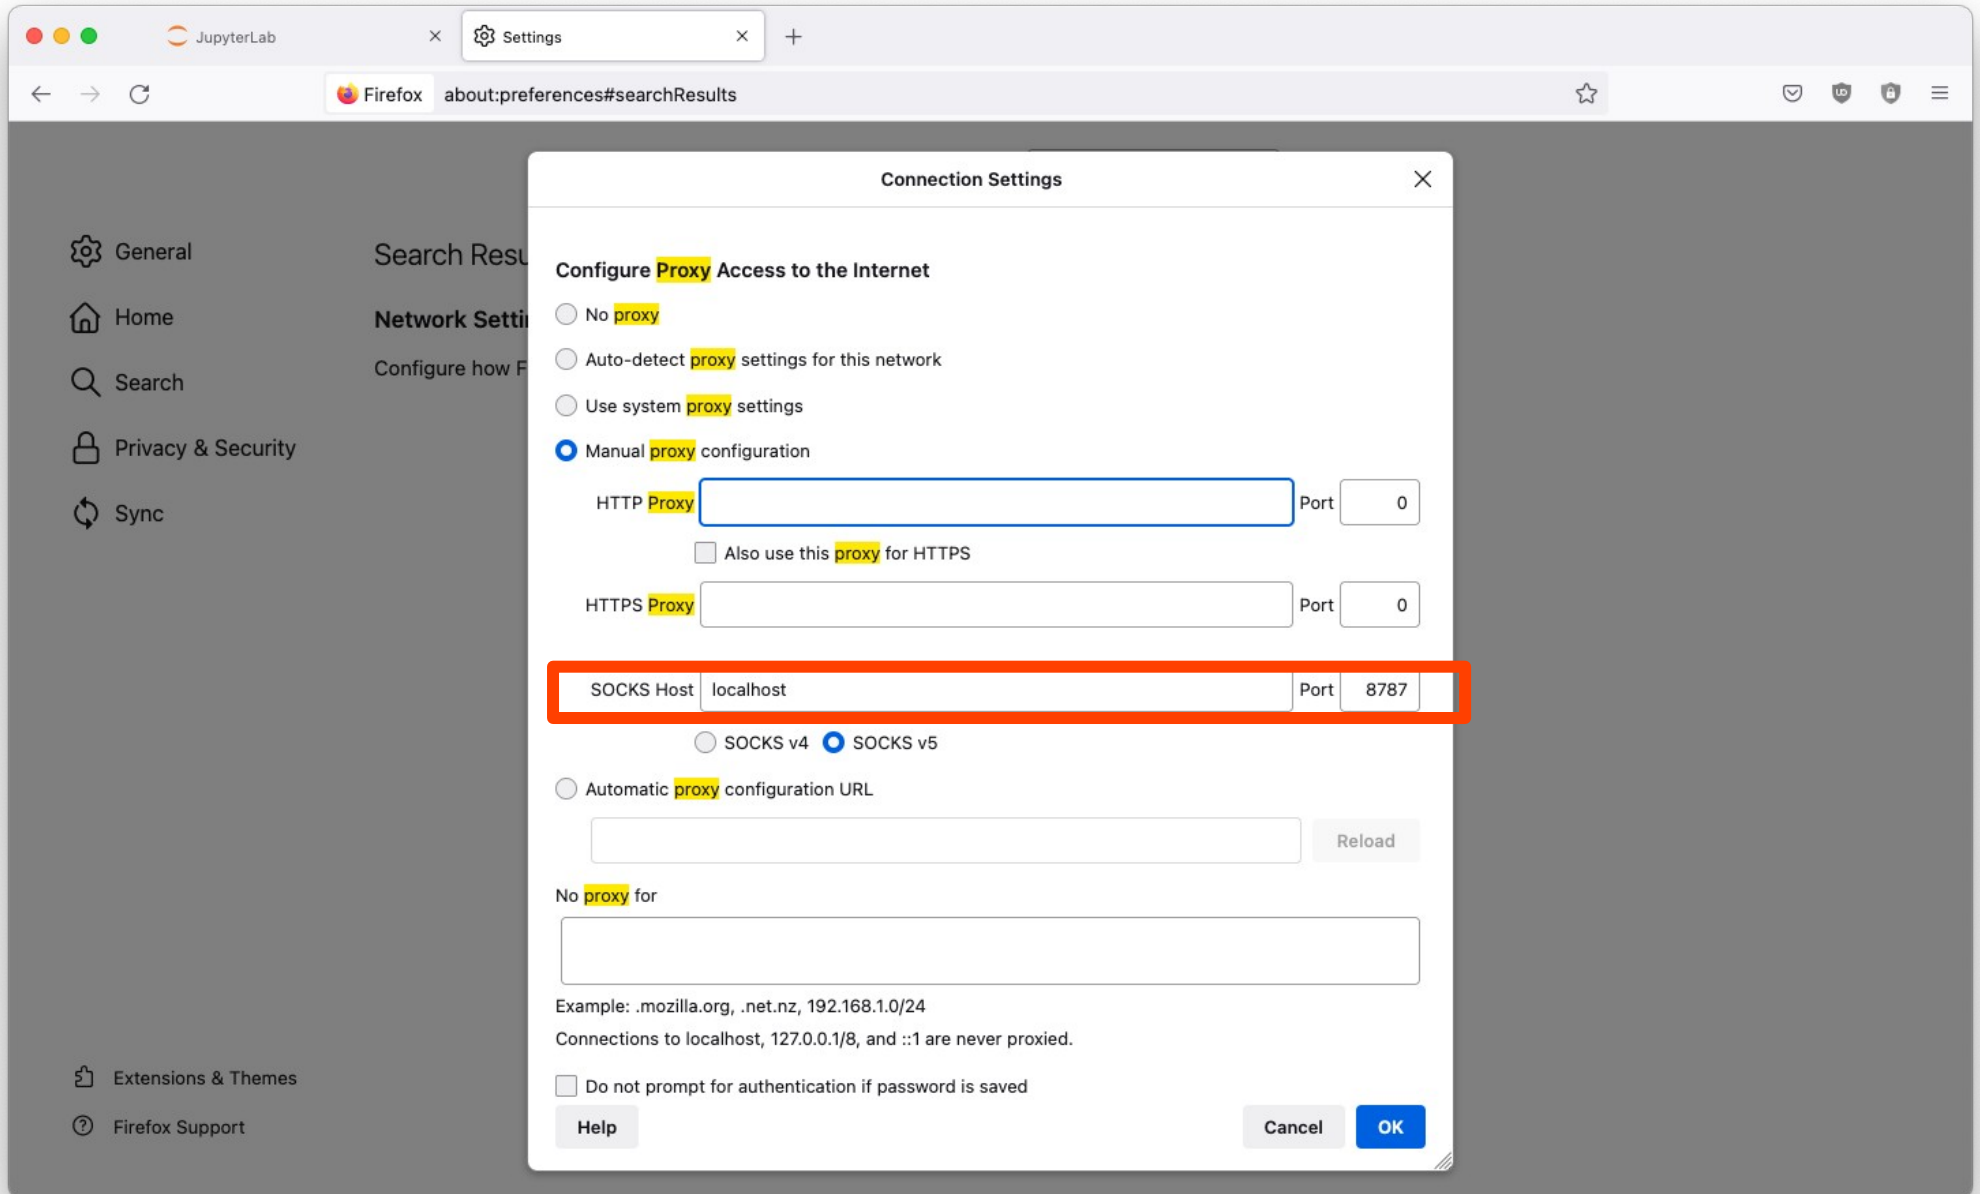 JupyterLab
Settings
Firefox about:preferences#searchResults
Connection Settings
General
Home
Search
Privacy & Security
Sync
Search Resu
Network Settin
Configure how F
Configure Proxy Access to the Internet
No proxy
Auto-detect proxy settings for this network
Use system proxy settings
Manual proxy configuration
HTTP Proxy Port 0
Also use this proxy for HTTPS
HTTPS Proxy Port 0
SOCKS Host localhost Port 8787
SOCKS v4 SOCKS v5
Automatic proxy configuration URL
Reload
No proxy for
Example: .mozilla.org, .net.nz, 192.168.1.0/24
Connections to localhost, 127.0.0.1/8, and ::1 are never proxied.
Do not prompt for authentication if password is saved
Help Cancel OK
Extensions & Themes
Firefox Support